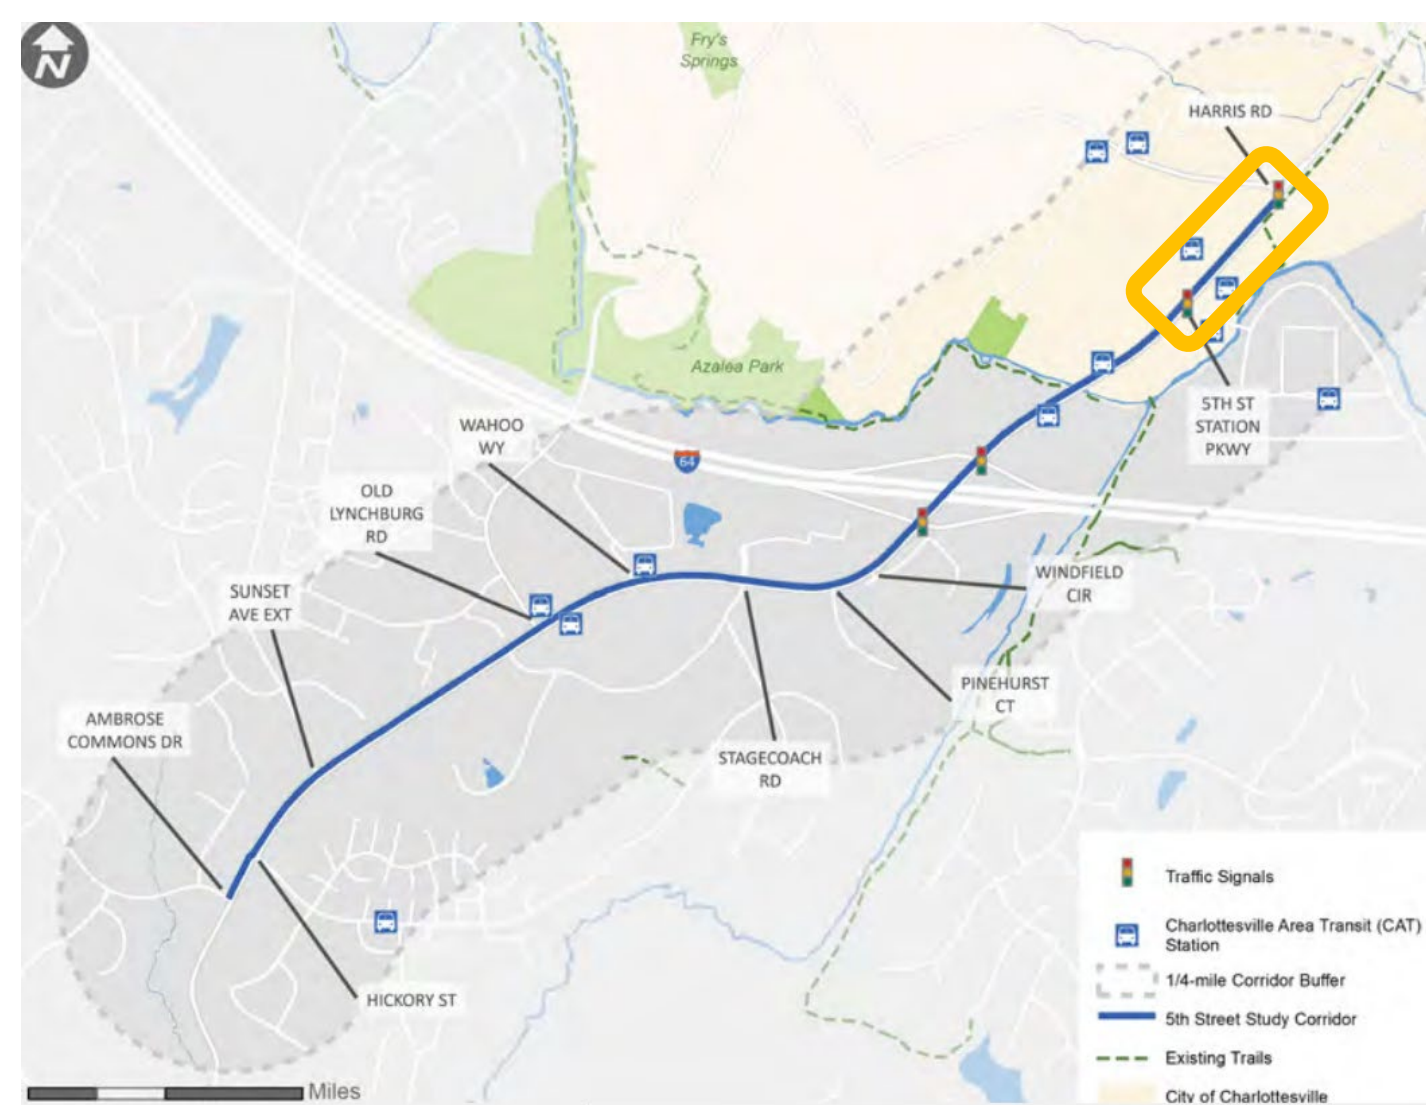 N
Fry's
Springs
HARRIS RD
Azalea Park
5TH ST
STATION
PKWY
WAHOO
WY
64
OLD
LYNCHBURG
RD
WINDFIELD
CIR
SUNSET
AVE EXT
PINEHURST
CT
AMBROSE
COMMONS DR
STAGECOACH
RD
HICKORY ST
Traffic Signals
Charlottesville Area Transit (CAT)
Station
1/4-mile Corridor Buffer
5th Street Study Corridor
Existing Trails
City of Charlottesville
Miles